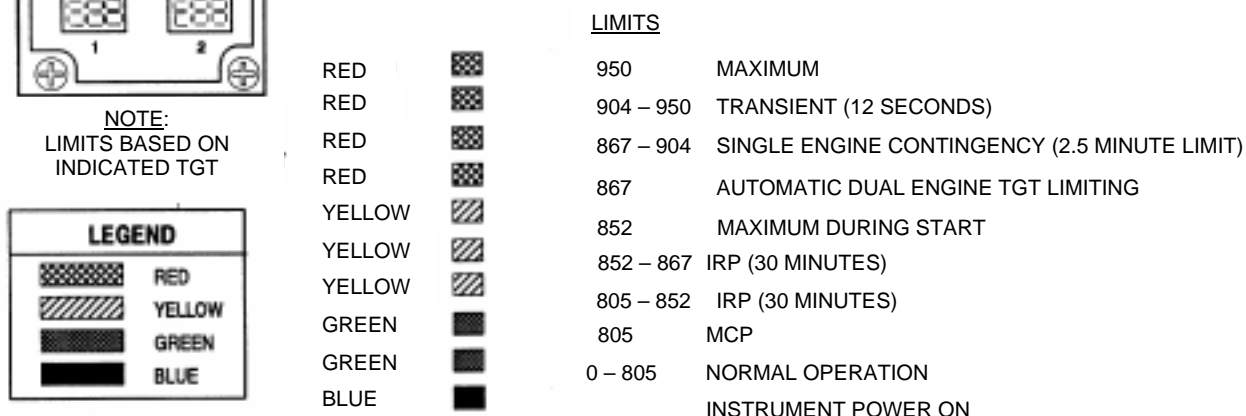 1 2
NOTE:
LIMITS BASED ON
INDICATED TGT
LEGEND
RED
YELLOW
GREEN
BLUE
LIMITS
RED 950 MAXIMUM
RED 904 – 950 TRANSIENT (12 SECONDS)
RED 867 – 904 SINGLE ENGINE CONTINGENCY (2.5 MINUTE LIMIT)
RED 867 AUTOMATIC DUAL ENGINE TGT LIMITING
YELLOW 852 MAXIMUM DURING START
YELLOW 852 – 867 IRP (30 MINUTES)
YELLOW 805 – 852 IRP (30 MINUTES)
GREEN 805 MCP
GREEN 0 – 805 NORMAL OPERATION
BLUE INSTRUMENT POWER ON